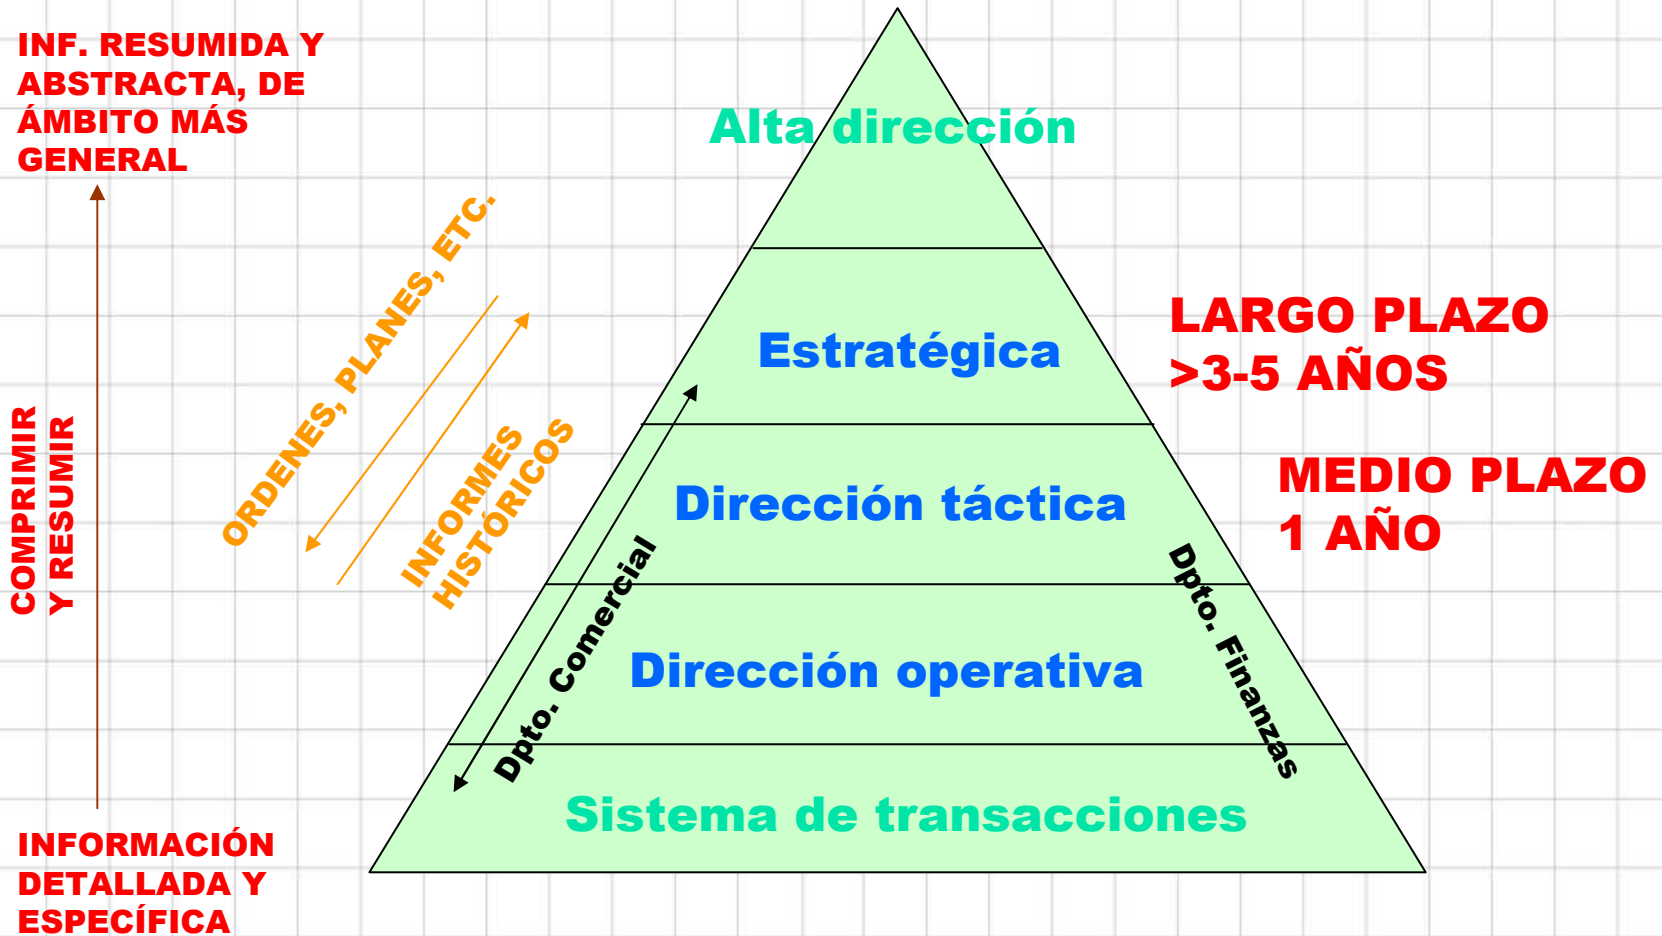 INF. RESUMIDA Y
ABSTRACTA, DE
ÁMBITO MÁS
GENERAL
Alta dirección
ORDENES, PLANES, ETC.
INFORMES
HISTÓRICOS
COMPRIMIR
Y RESUMIR
Estratégica
LARGO PLAZO
>3-5 AÑOS
Dirección táctica
MEDIO PLAZO
1 AÑO
Dpto. Comercial
Dpto. Finanzas
Dirección operativa
Sistema de transacciones
INFORMACIÓN
DETALLADA Y
ESPECÍFICA